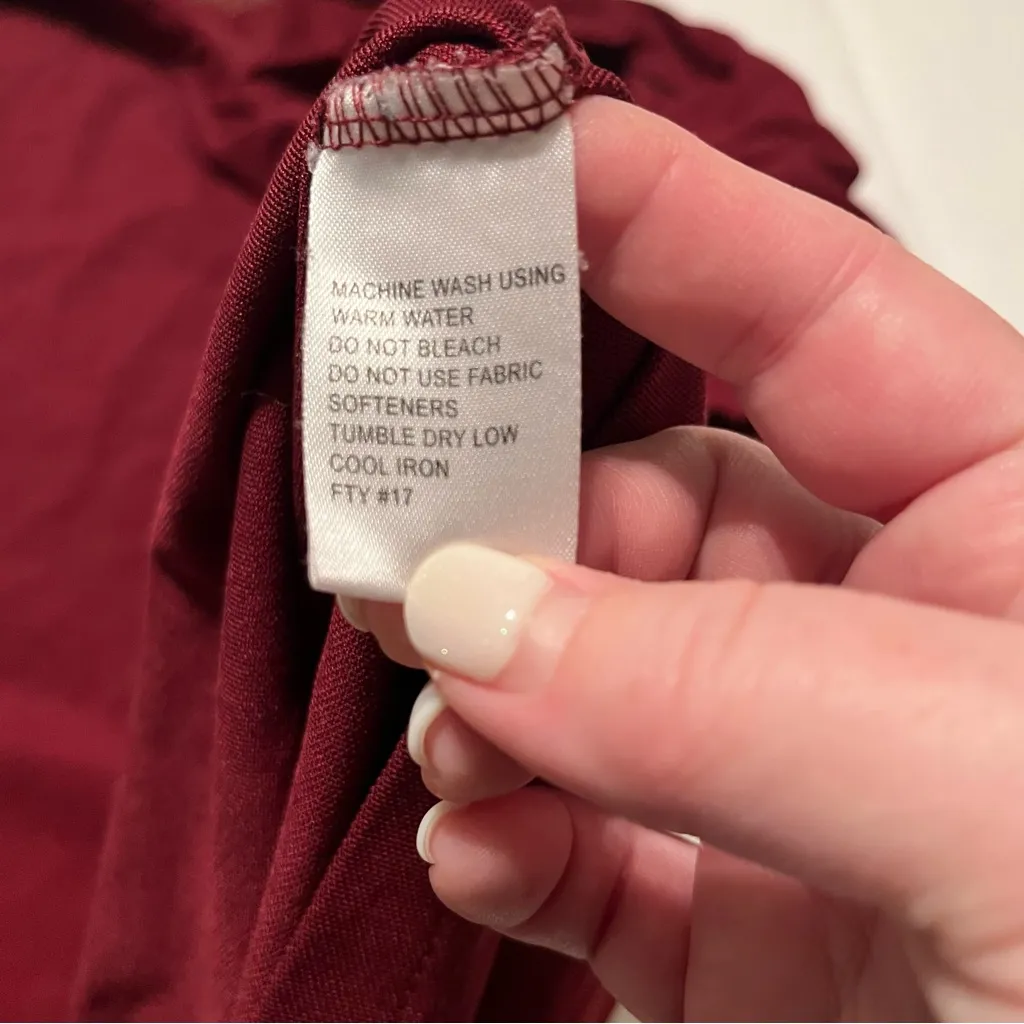 MACHINE WASH USING
WARM WATER
DO NOT BLEACH
DO NOT USE FABRIC
SOFTENERS
TUMBLE DRY LOW
COOL IRON
FTY #17